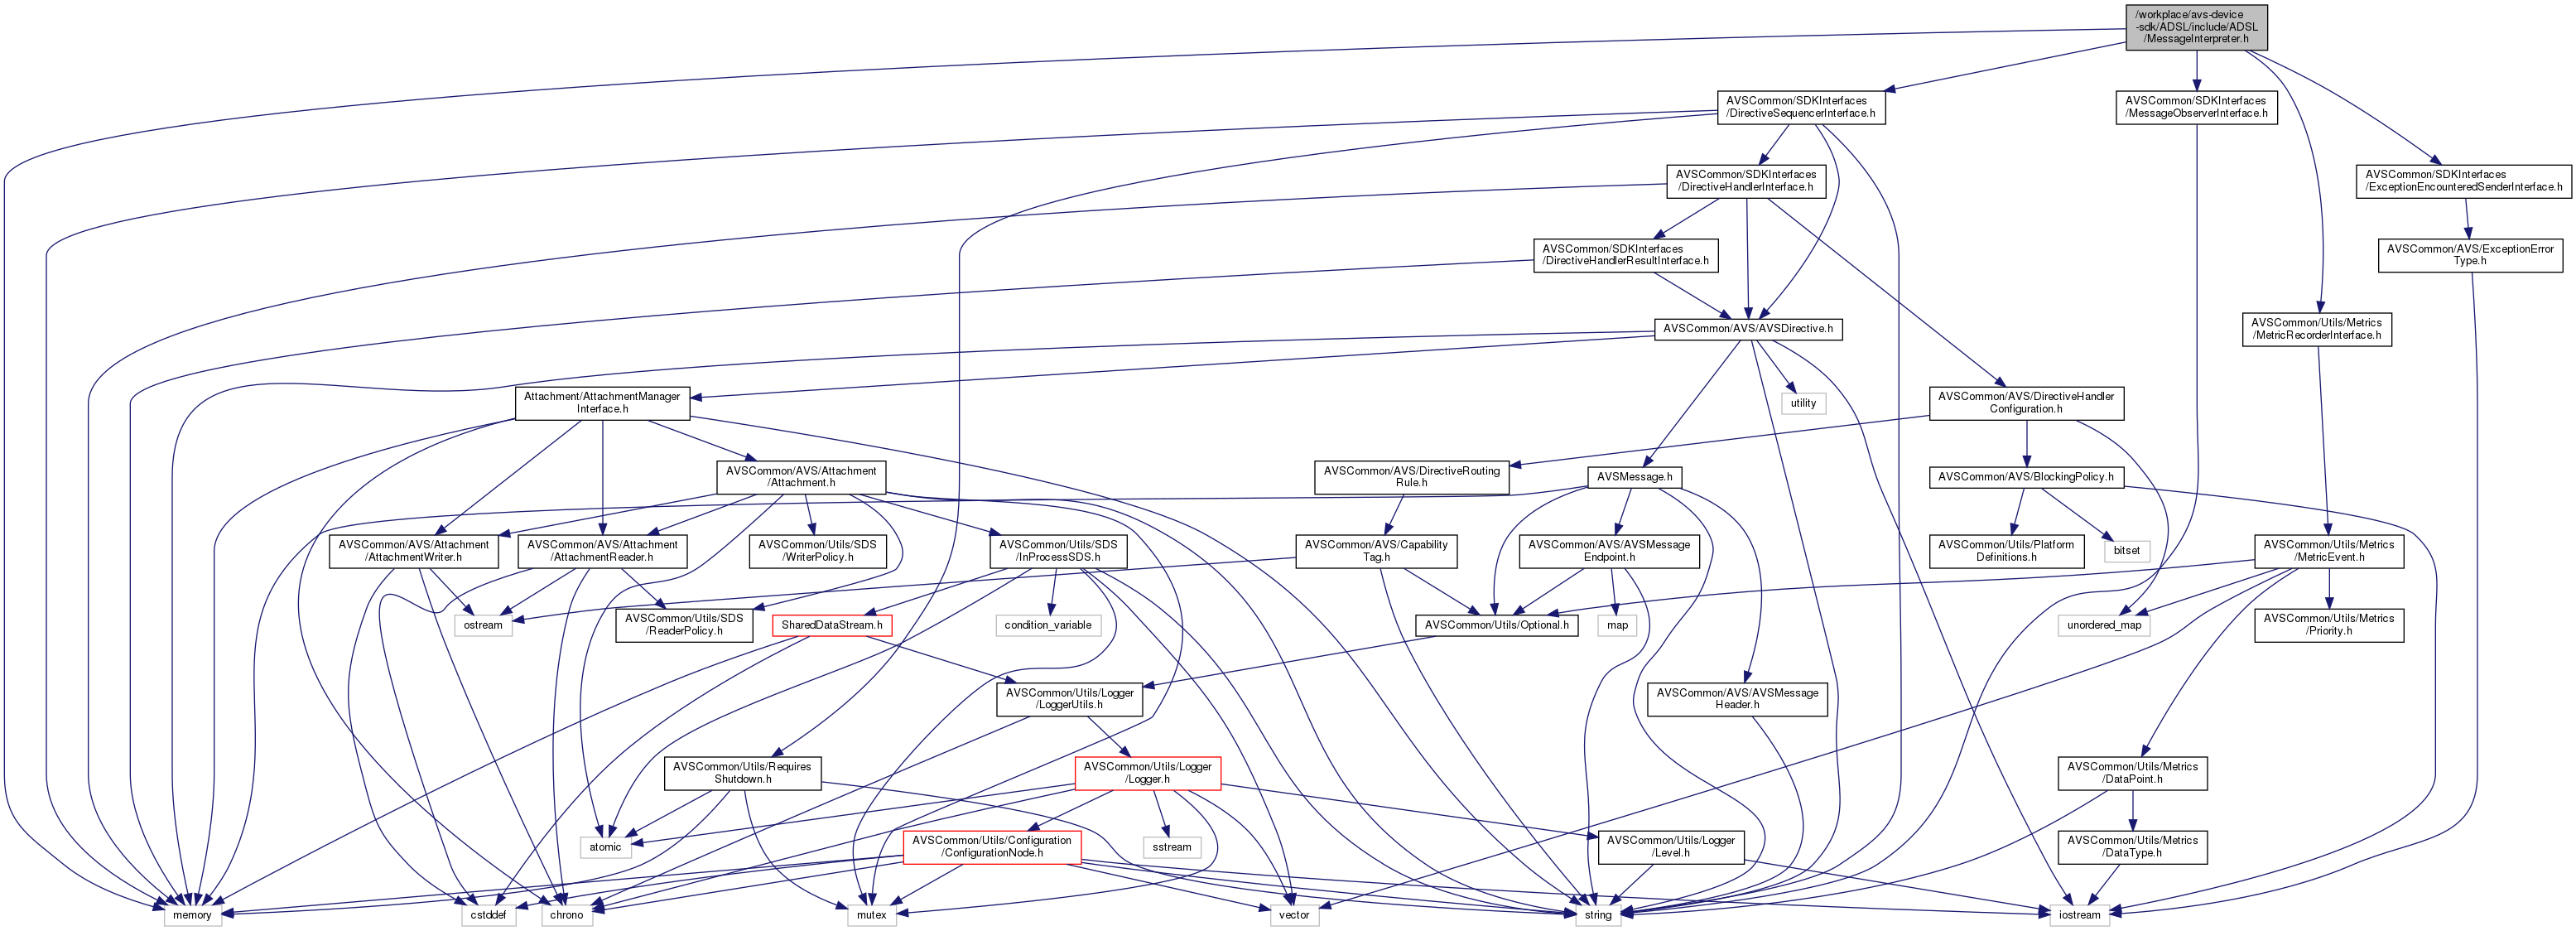 /workplace/avs-device
-sdk/ADSL/include/ADSL
/MessageInterpreter.h
AVSCommon/SDKInterfaces
/DirectiveSequencerInterface.h
AVSCommon/SDKInterfaces
/MessageObserverInterface.h
AVSCommon/SDKInterfaces
/DirectiveHandlerInterface.h
AVSCommon/SDKInterfaces
/ExceptionEncounteredSenderInterface.h
AVSCommon/SDKInterfaces
/DirectiveHandlerResultInterface.h
AVSCommon/AVS/ExceptionError
Type.h
AVSCommon/AVS/AVSDirective.h
AVSCommon/Utils/Metrics
/MetricRecorderInterface.h
Attachment/AttachmentManager
Interface.h
utility
AVSCommon/AVS/DirectiveHandler
Configuration.h
AVSCommon/AVS/Attachment
/Attachment.h
AVSCommon/AVS/DirectiveRouting
Rule.h
AVSMessage.h
AVSCommon/AVS/BlockingPolicy.h
AVSCommon/AVS/Attachment
/AttachmentWriter.h
AVSCommon/AVS/Attachment
/AttachmentReader.h
AVSCommon/Utils/SDS
/WriterPolicy.h
AVSCommon/Utils/SDS
/InProcessSDS.h
AVSCommon/AVS/Capability
Tag.h
AVSCommon/AVS/AVSMessage
Endpoint.h
AVSCommon/Utils/Platform
Definitions.h
bitset
AVSCommon/Utils/Metrics
/MetricEvent.h
ostream
AVSCommon/Utils/SDS
/ReaderPolicy.h
SharedDataStream.h
condition_variable
AVSCommon/Utils/Optional.h
map
unordered_map
AVSCommon/Utils/Metrics
/Priority.h
AVSCommon/Utils/Logger
/LoggerUtils.h
AVSCommon/AVS/AVSMessage
Header.h
AVSCommon/Utils/Requires
Shutdown.h
AVSCommon/Utils/Logger
/Logger.h
AVSCommon/Utils/Metrics
/DataPoint.h
atomic
AVSCommon/Utils/Configuration
/ConfigurationNode.h
sstream
AVSCommon/Utils/Logger
/Level.h
AVSCommon/Utils/Metrics
/DataType.h
memory
cstddef
chrono
mutex
vector
string
iostream